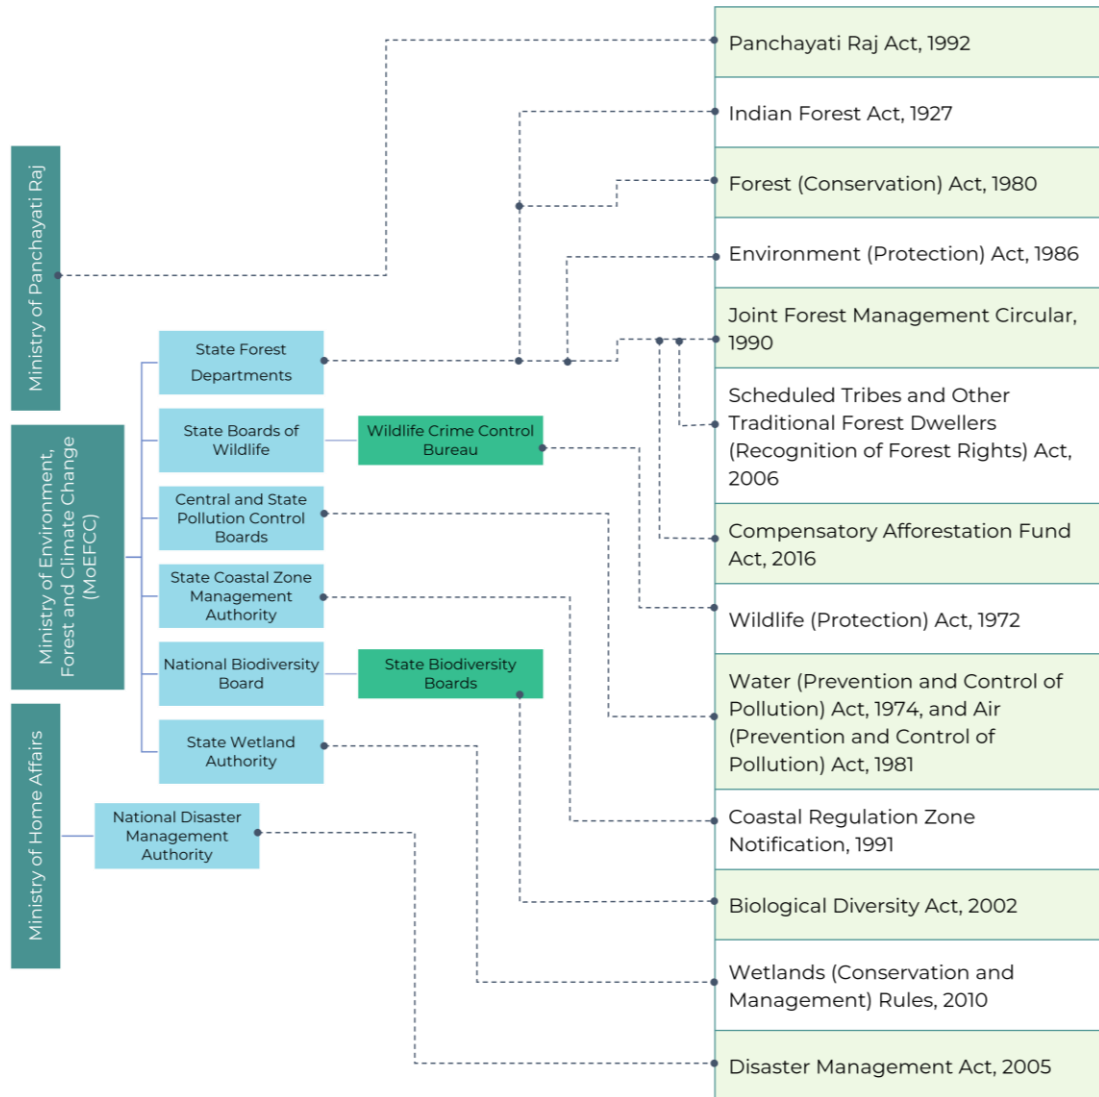 Ministry of Panchayati Raj
Ministry of Environment,
Forest and Climate Change
(MoEFCC)
Ministry of Home Affairs
State Forest
Departments
State Boards of
Wildlife
Wildlife Crime Control
Bureau
Central and State
Pollution Control
Boards
State Coastal Zone
Management
Authority
National Biodiversity
Board
State Biodiversity
Boards
State Wetland
Authority
National Disaster
Management
Authority
Panchayati Raj Act, 1992
Indian Forest Act, 1927
Forest (Conservation) Act, 1980
Environment (Protection) Act, 1986
Joint Forest Management Circular,
1990
Scheduled Tribes and Other
Traditional Forest Dwellers
(Recognition of Forest Rights) Act,
2006
Compensatory Afforestation Fund
Act, 2016
Wildlife (Protection) Act, 1972
Water (Prevention and Control of
Pollution) Act, 1974, and Air
(Prevention and Control of
Pollution) Act, 1981
Coastal Regulation Zone
Notification, 1991
Biological Diversity Act, 2002
Wetlands (Conservation and
Management) Rules, 2010
Disaster Management Act, 2005